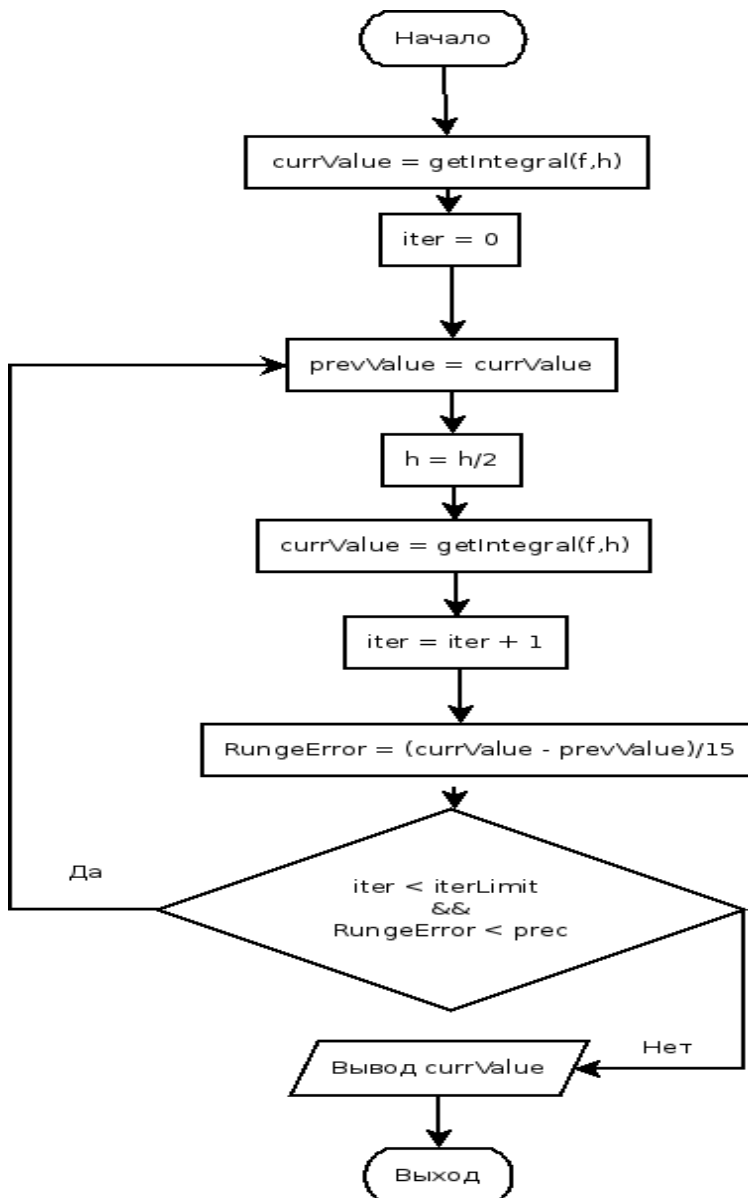 Начало
currValue = getIntegral(f,h)
iter = 0
prevValue = currValue
h = h/2
currValue = getIntegral(f,h)
iter = iter + 1
RungeError = (currValue - prevValue)/15
Да
iter < iterLimit
&&
RungeError < prec
Нет
Вывод currValue
Выход